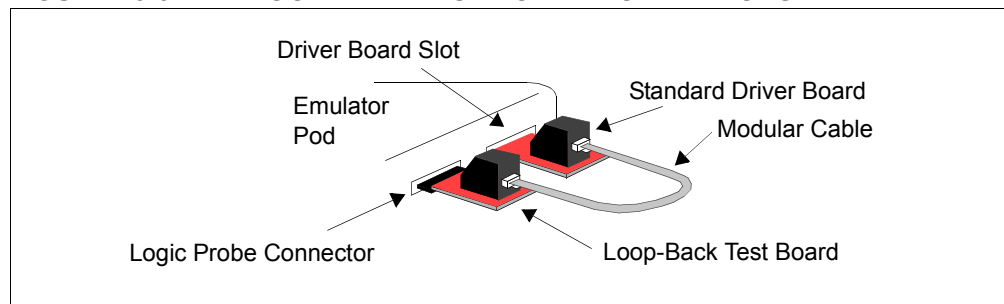 Driver Board Slot
Emulator
Pod
Standard Driver Board
Modular Cable
Logic Probe Connector
Loop-Back Test Board